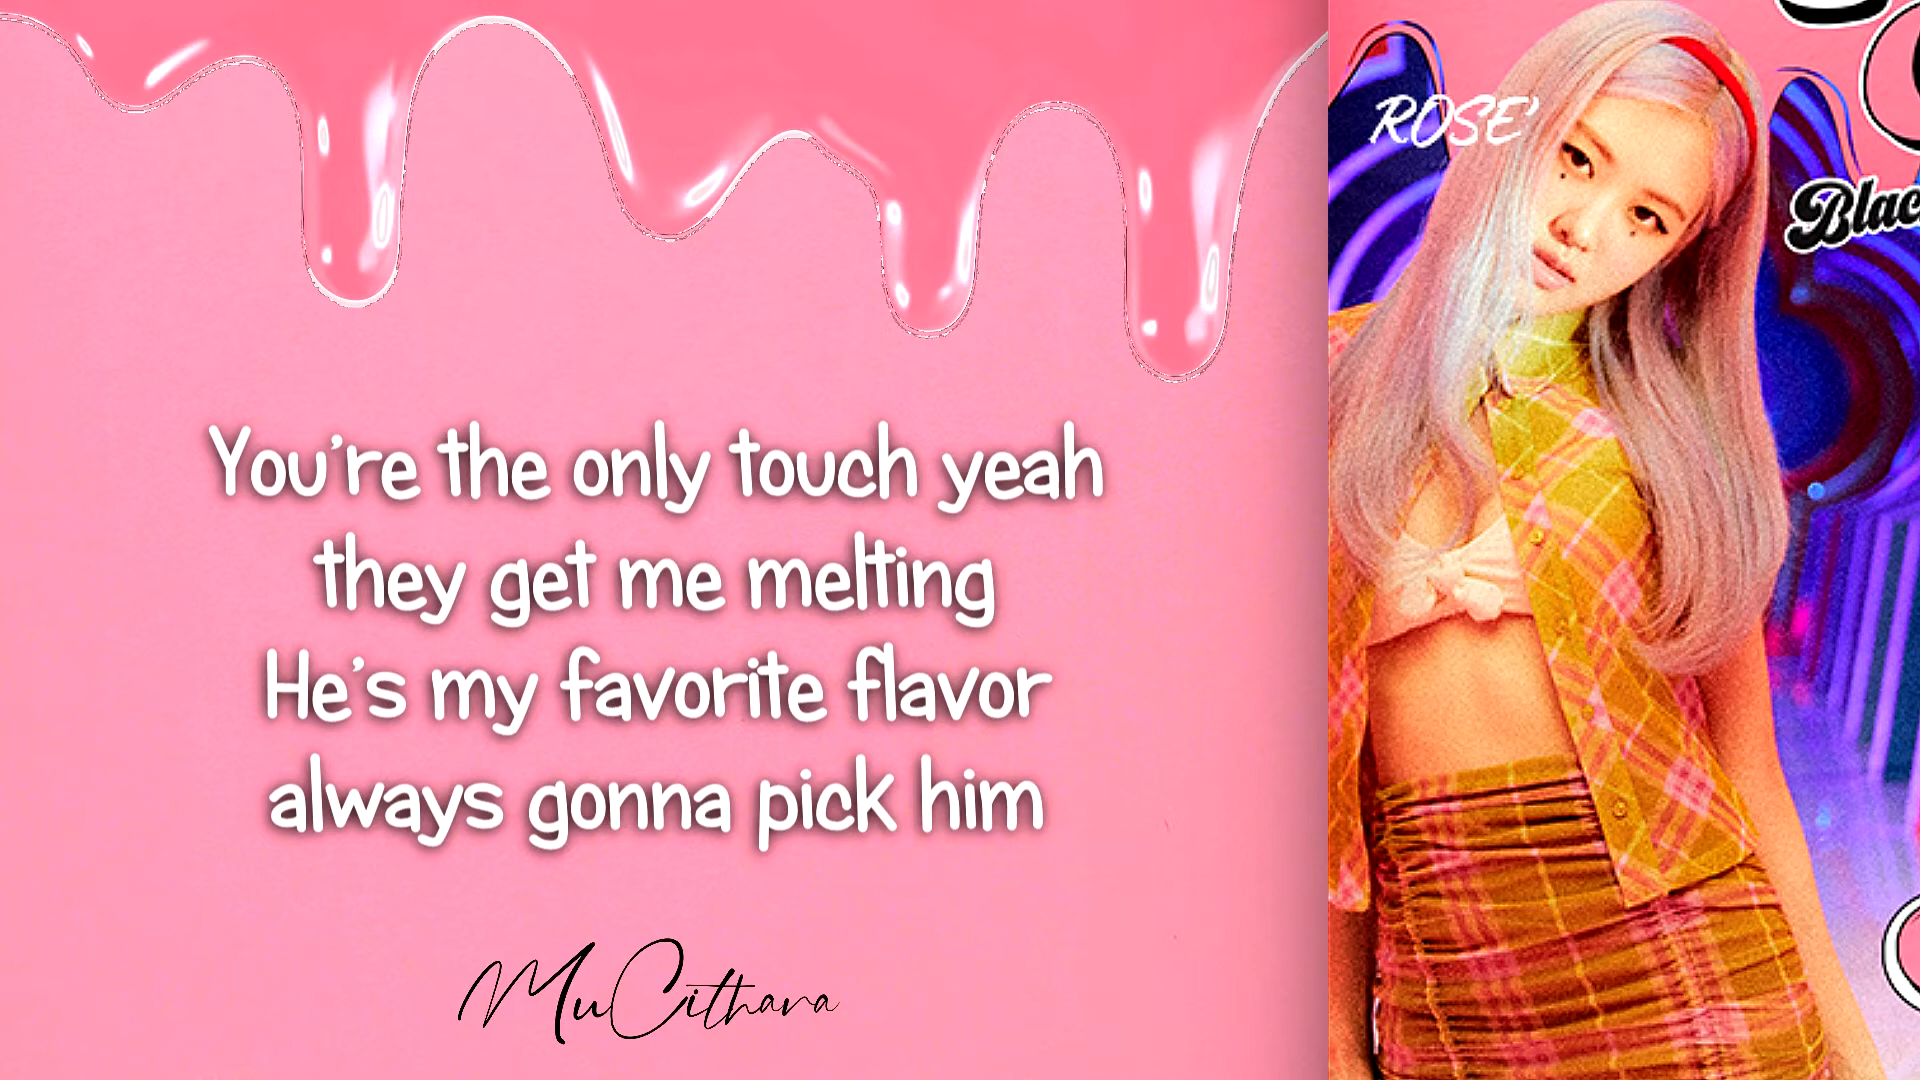 You're the only touch yeah
they get me melting
He's my favorite flavor
always gonna pick him
MuCithara
ROSE'
Blac